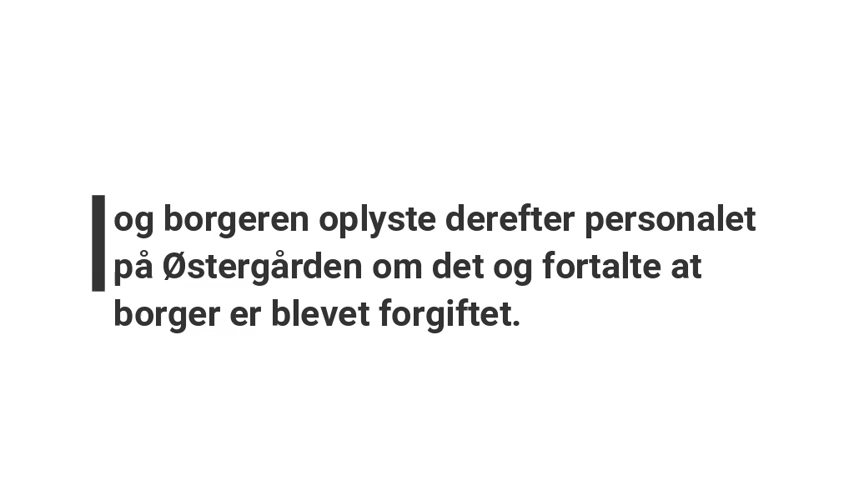 og borgeren oplyste derefter personalet
på Østergården om det og fortalte at
borger er blevet forgiftet.